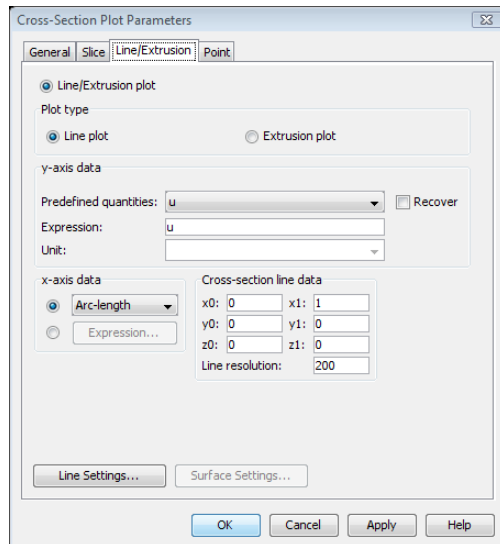 Cross-Section Plot Parameters
General Slice Line/Extrusion Point
Line/Extrusion plot
Plot type
Line plot Extrusion plot
y-axis data
Predefined quantities: u Recover
Expression: u
Unit:
x-axis data
Arc-length
Expression...
Cross-section line data
x0: 0 x1: 1
y0: 0 y1: 0
z0: 0 z1: 0
Line resolution: 200
Line Settings... Surface Settings...
OK Cancel Apply Help